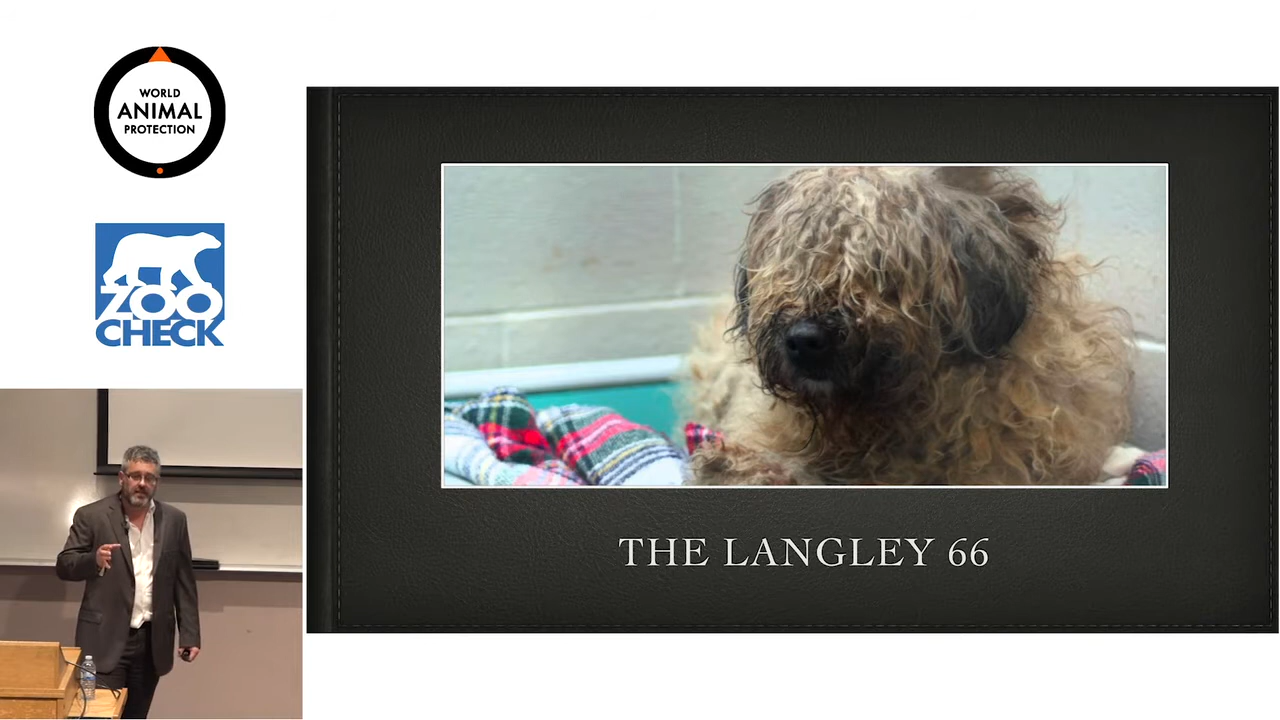 WORLD
ANIMAL
PROTECTION
ZOO
CHECK
THE LANGLEY 66